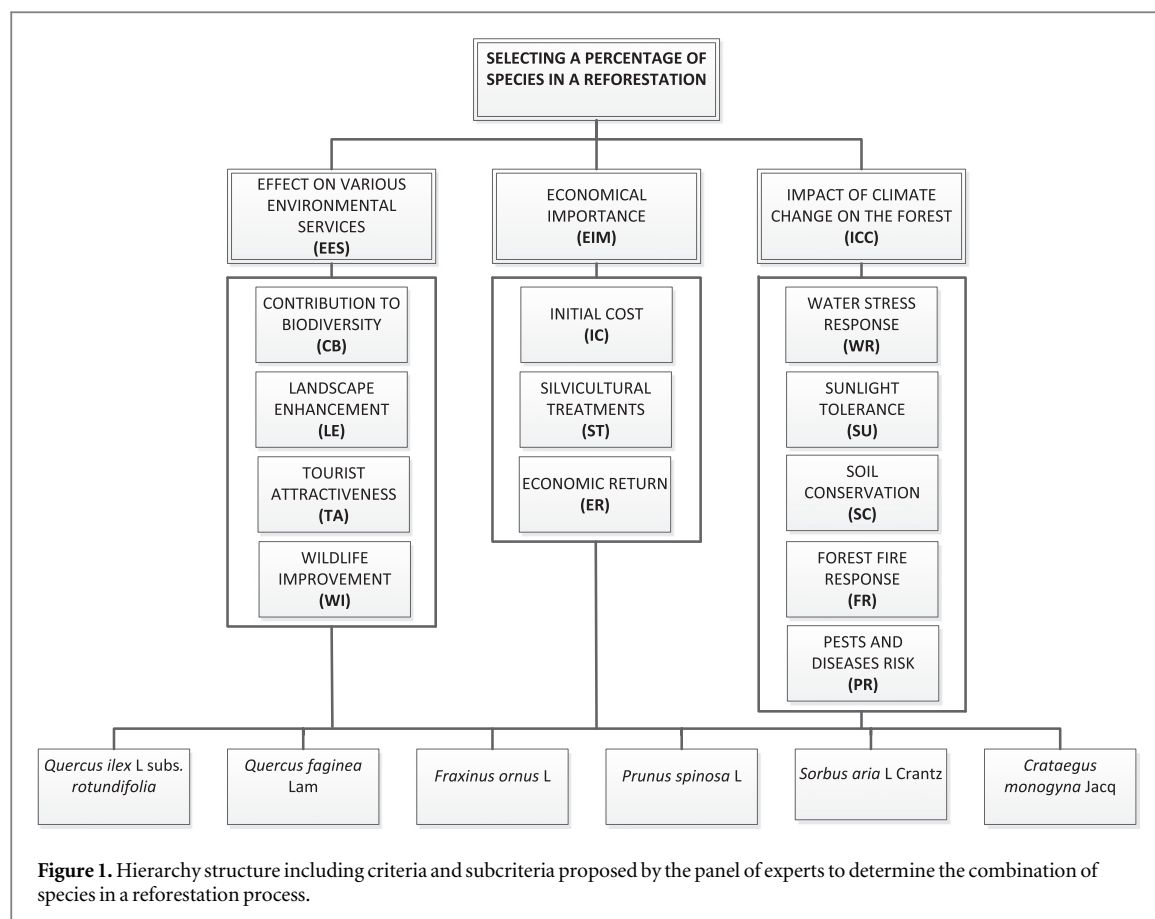 SELECTING A PERCENTAGE OF
SPECIES IN A REFORESTATION
EFFECT ON VARIOUS
ENVIRONMENTAL
SERVICES
(EES)
ECONOMICAL
IMPORTANCE
(EIM)
IMPACT OF CLIMATE
CHANGE ON THE FOREST
(ICC)
CONTRIBUTION TO
BIODIVERSITY
(CB)
LANDSCAPE
ENHANCEMENT
(LE)
TOURIST
ATTRACTIVENESS
(TA)
WILDLIFE
IMPROVEMENT
(WI)
INITIAL COST
(IC)
SILVICULTURAL
TREATMENTS
(ST)
ECONOMIC RETURN
(ER)
WATER STRESS
RESPONSE
(WR)
SUNLIGHT
TOLERANCE
(SU)
SOIL
CONSERVATION
(SC)
FOREST FIRE
RESPONSE
(FR)
PESTS AND
DISEASES RISK
(PR)
Quercus ilex L subs.
rotundifolia
Quercus faginea
Lam
Fraxinus ornus L
Prunus spinosa L
Sorbus aria L Crantz
Crataegus
monogyna Jacq
Figure 1. Hierarchy structure including criteria and subcriteria proposed by the panel of experts to determine the combination of
species in a reforestation process.